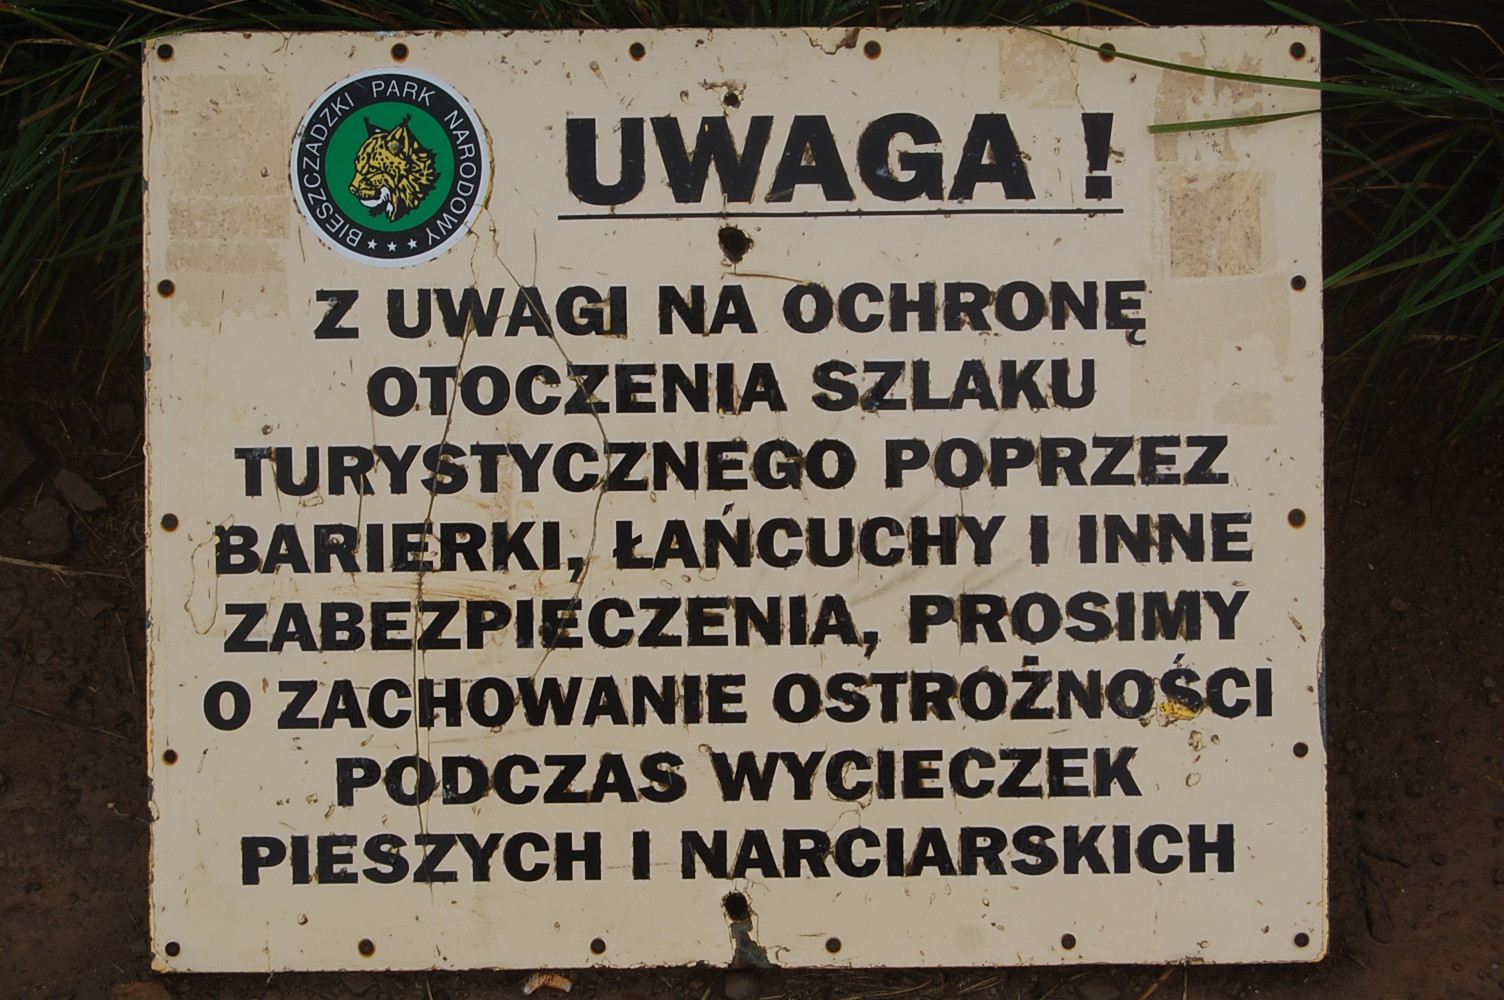 BIESZCZADZKI PARK NARODOWY
UWAGA !
Z UWAGI NA OCHRONĘ
OTOCZENIA SZLAKU
TURYSTYCZNEGO POPRZEZ
BARIERKI, ŁAŃCUCHY I INNE
ZABEZPIECZENIA, PROSIMY
O ZACHOWANIE OSTROŻNOŚCI
PODCZAS WYCIECZEK
PIESZYCH I NARCIARSKICH